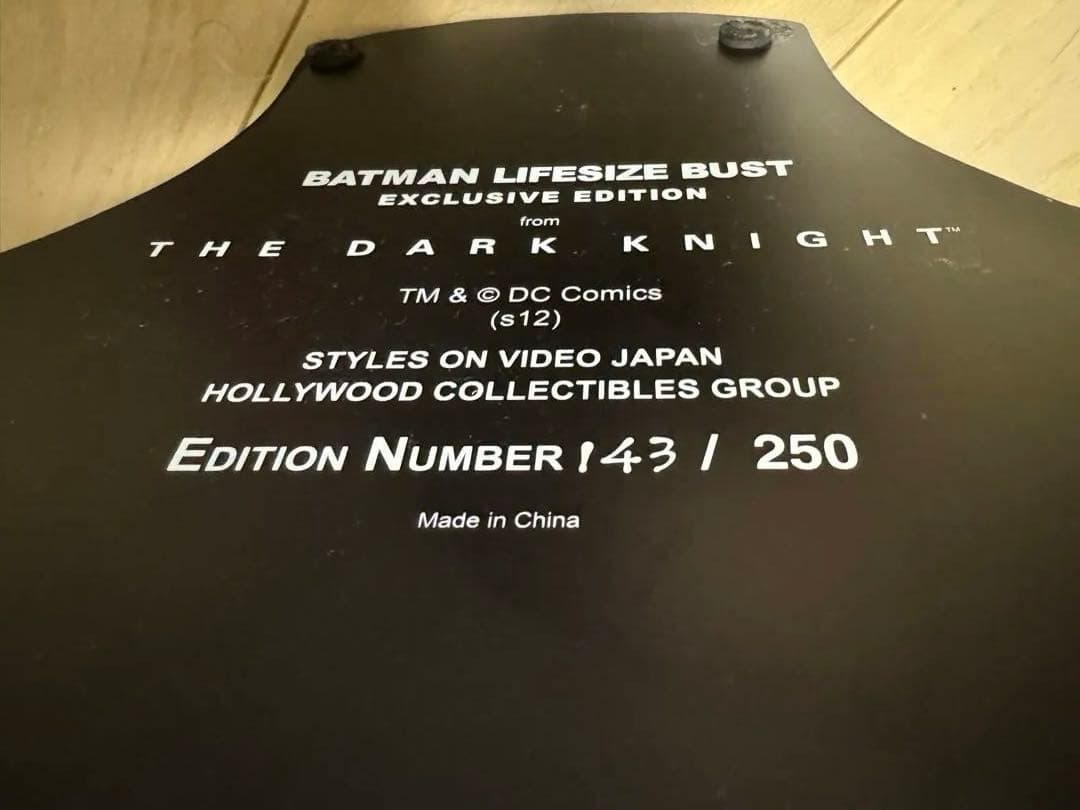 BATMAN LIFESIZE BUST
EXCLUSIVE EDITION
from
THE DARK KNIGHT™
TM & © DC Comics
(s12)
STYLES ON VIDEO JAPAN
HOLLYWOOD COLLECTIBLES GROUP
EDITION NUMBER 143 / 250
Made in China